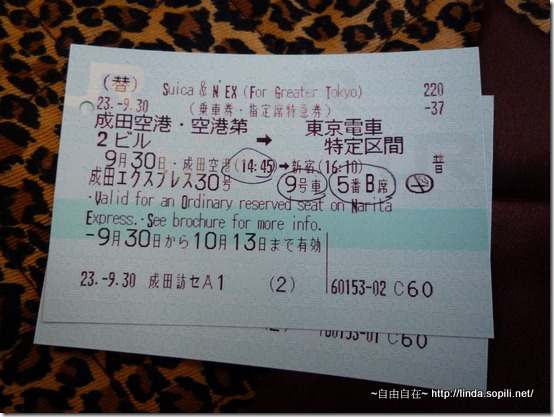 (替) Suica & N'EX (For Greater Tokyo) 220
23.-9.30 (乗車券・指定席特急券) -37
成田空港・空港第2ビル → 東京電車特定区間
9月30日・成田空港(14:45)→新宿(16:10) 普
成田エクスプレス30号 9号車 5番B席
・Valid for an Ordinary reserved seat on Narita
Express.・See brochure for more info.
-9月30日から10月13日まで有効
23.-9.30 成田訪セA1 (2) 60153-02 C60
(2) 60153-01 C60
~自由自在~ http://linda.sopili.net/